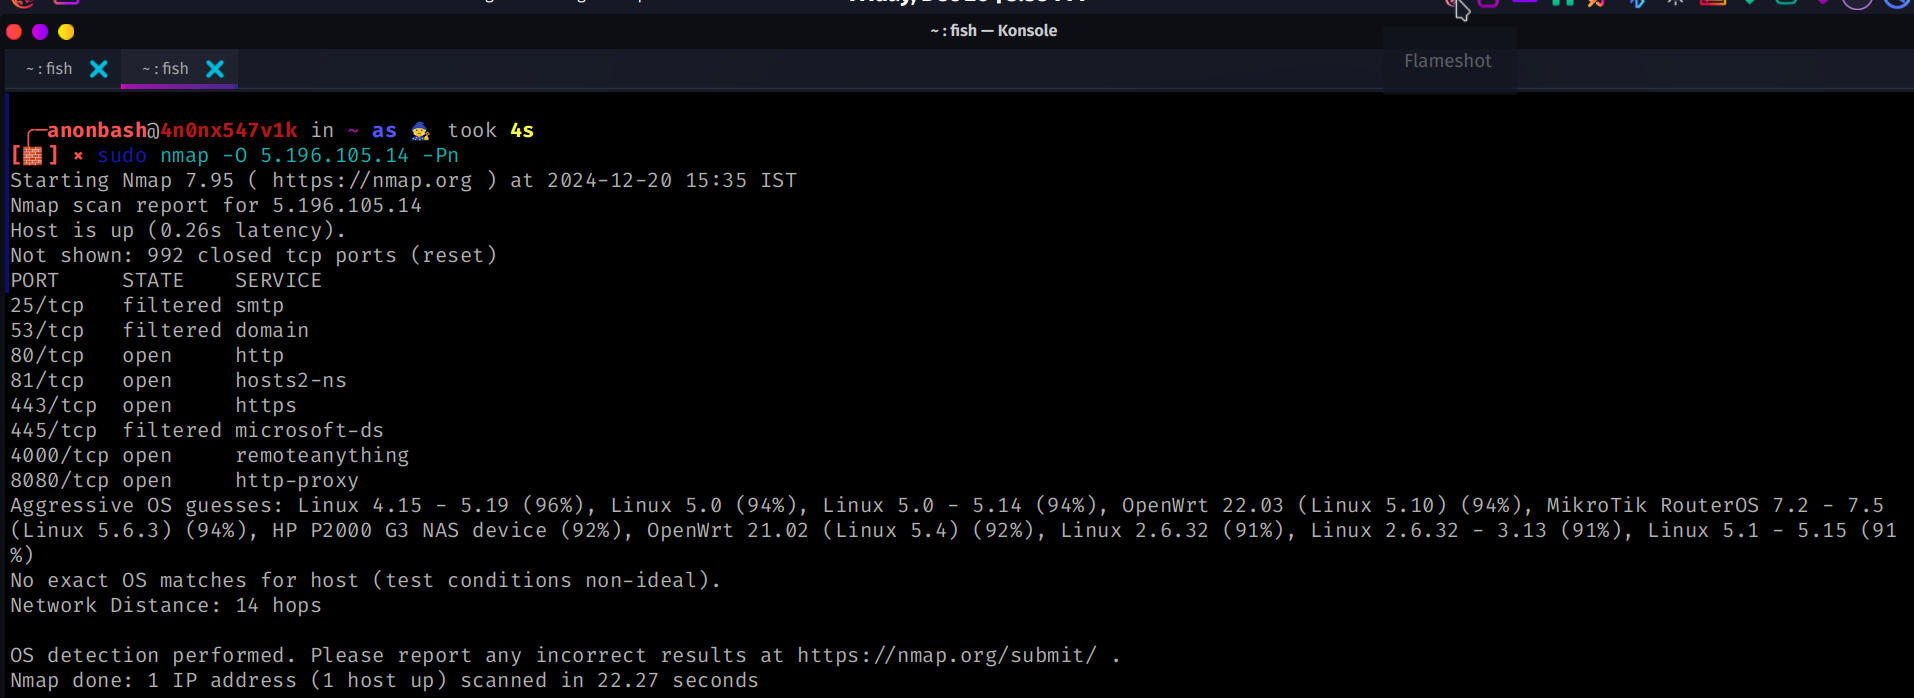 ~ : fish — Konsole
~ : fish ~ : fish
Flameshot
anonbash@4n0nx547v1k in ~ as 🧙 took 4s
[🧱] × sudo nmap -O 5.196.105.14 -Pn
Starting Nmap 7.95 ( https://nmap.org ) at 2024-12-20 15:35 IST
Nmap scan report for 5.196.105.14
Host is up (0.26s latency).
Not shown: 992 closed tcp ports (reset)
PORT     STATE    SERVICE
25/tcp   filtered smtp
53/tcp   filtered domain
80/tcp   open     http
81/tcp   open     hosts2-ns
443/tcp  open     https
445/tcp  filtered microsoft-ds
4000/tcp open     remoteanything
8080/tcp open     http-proxy
Aggressive OS guesses: Linux 4.15 - 5.19 (96%), Linux 5.0 (94%), Linux 5.0 - 5.14 (94%), OpenWrt 22.03 (Linux 5.10) (94%), MikroTik RouterOS 7.2 - 7.5
(Linux 5.6.3) (94%), HP P2000 G3 NAS device (92%), OpenWrt 21.02 (Linux 5.4) (92%), Linux 2.6.32 (91%), Linux 2.6.32 - 3.13 (91%), Linux 5.1 - 5.15 (91
%)
No exact OS matches for host (test conditions non-ideal).
Network Distance: 14 hops
OS detection performed. Please report any incorrect results at https://nmap.org/submit/ .
Nmap done: 1 IP address (1 host up) scanned in 22.27 seconds